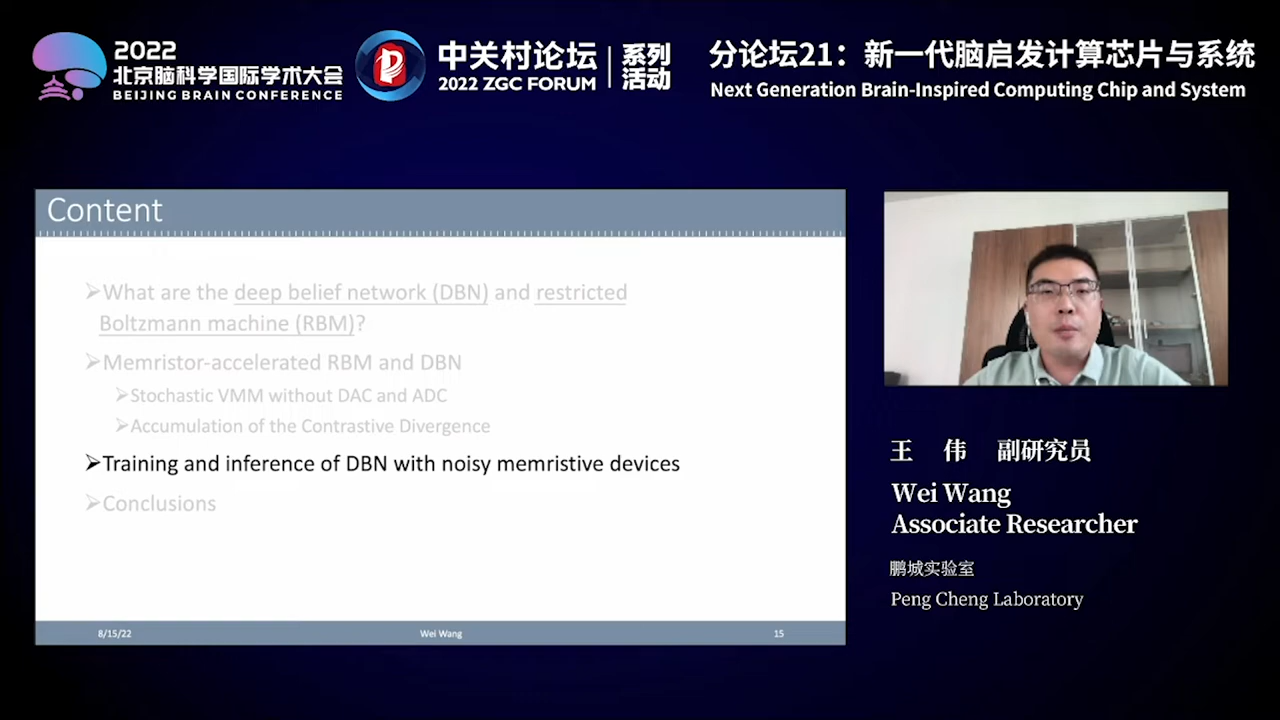 2022
北京脑科学国际学术大会
BEIJING BRAIN CONFERENCE
中关村论坛
2022 ZGC FORUM
系列
活动
分论坛21：新一代脑启发计算芯片与系统
Next Generation Brain-Inspired Computing Chip and System
Content
➢What are the deep belief network (DBN) and restricted
Boltzmann machine (RBM)?
➢Memristor-accelerated RBM and DBN
➢Stochastic VMM without DAC and ADC
➢Accumulation of the Contrastive Divergence
➢Training and inference of DBN with noisy memristive devices
➢Conclusions
8/15/22
Wei Wang
15
王 伟 副研究员
Wei Wang
Associate Researcher
鹏城实验室
Peng Cheng Laboratory